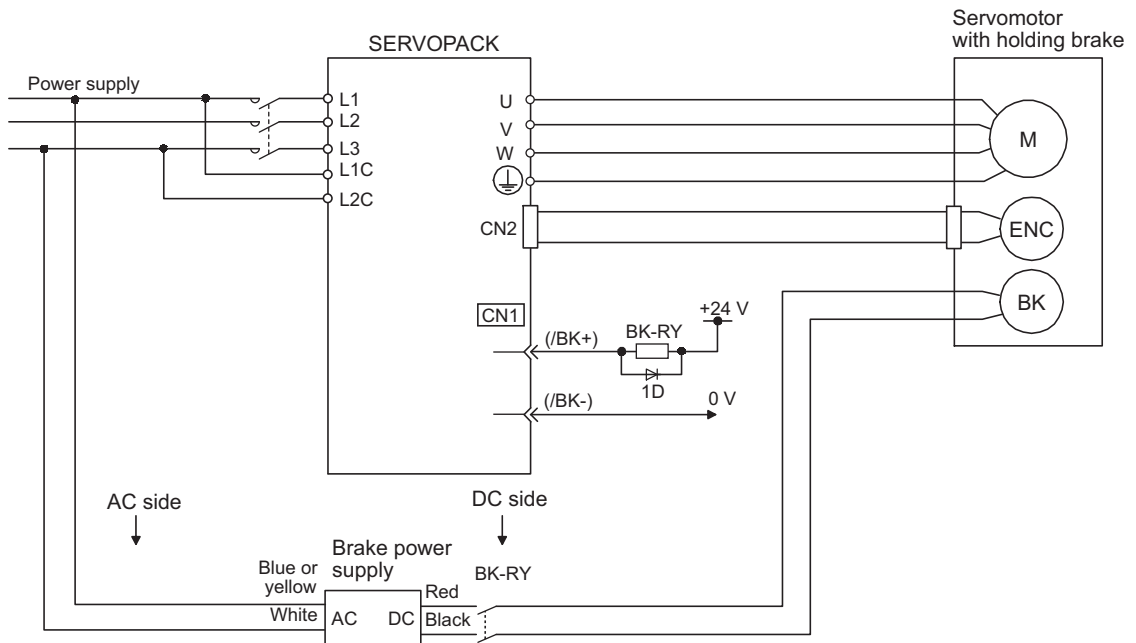 Servomotor
with holding brake
SERVOPACK
Power supply
L1
L2
L3
L1C
L2C
U
V
W
M
CN2
ENC
BK
CN1
+24 V
BK-RY
(/BK+)
1D
(/BK-)
0 V
AC side
DC side
Brake power
supply
BK-RY
Blue or
yellow
White
AC
DC
Red
Black